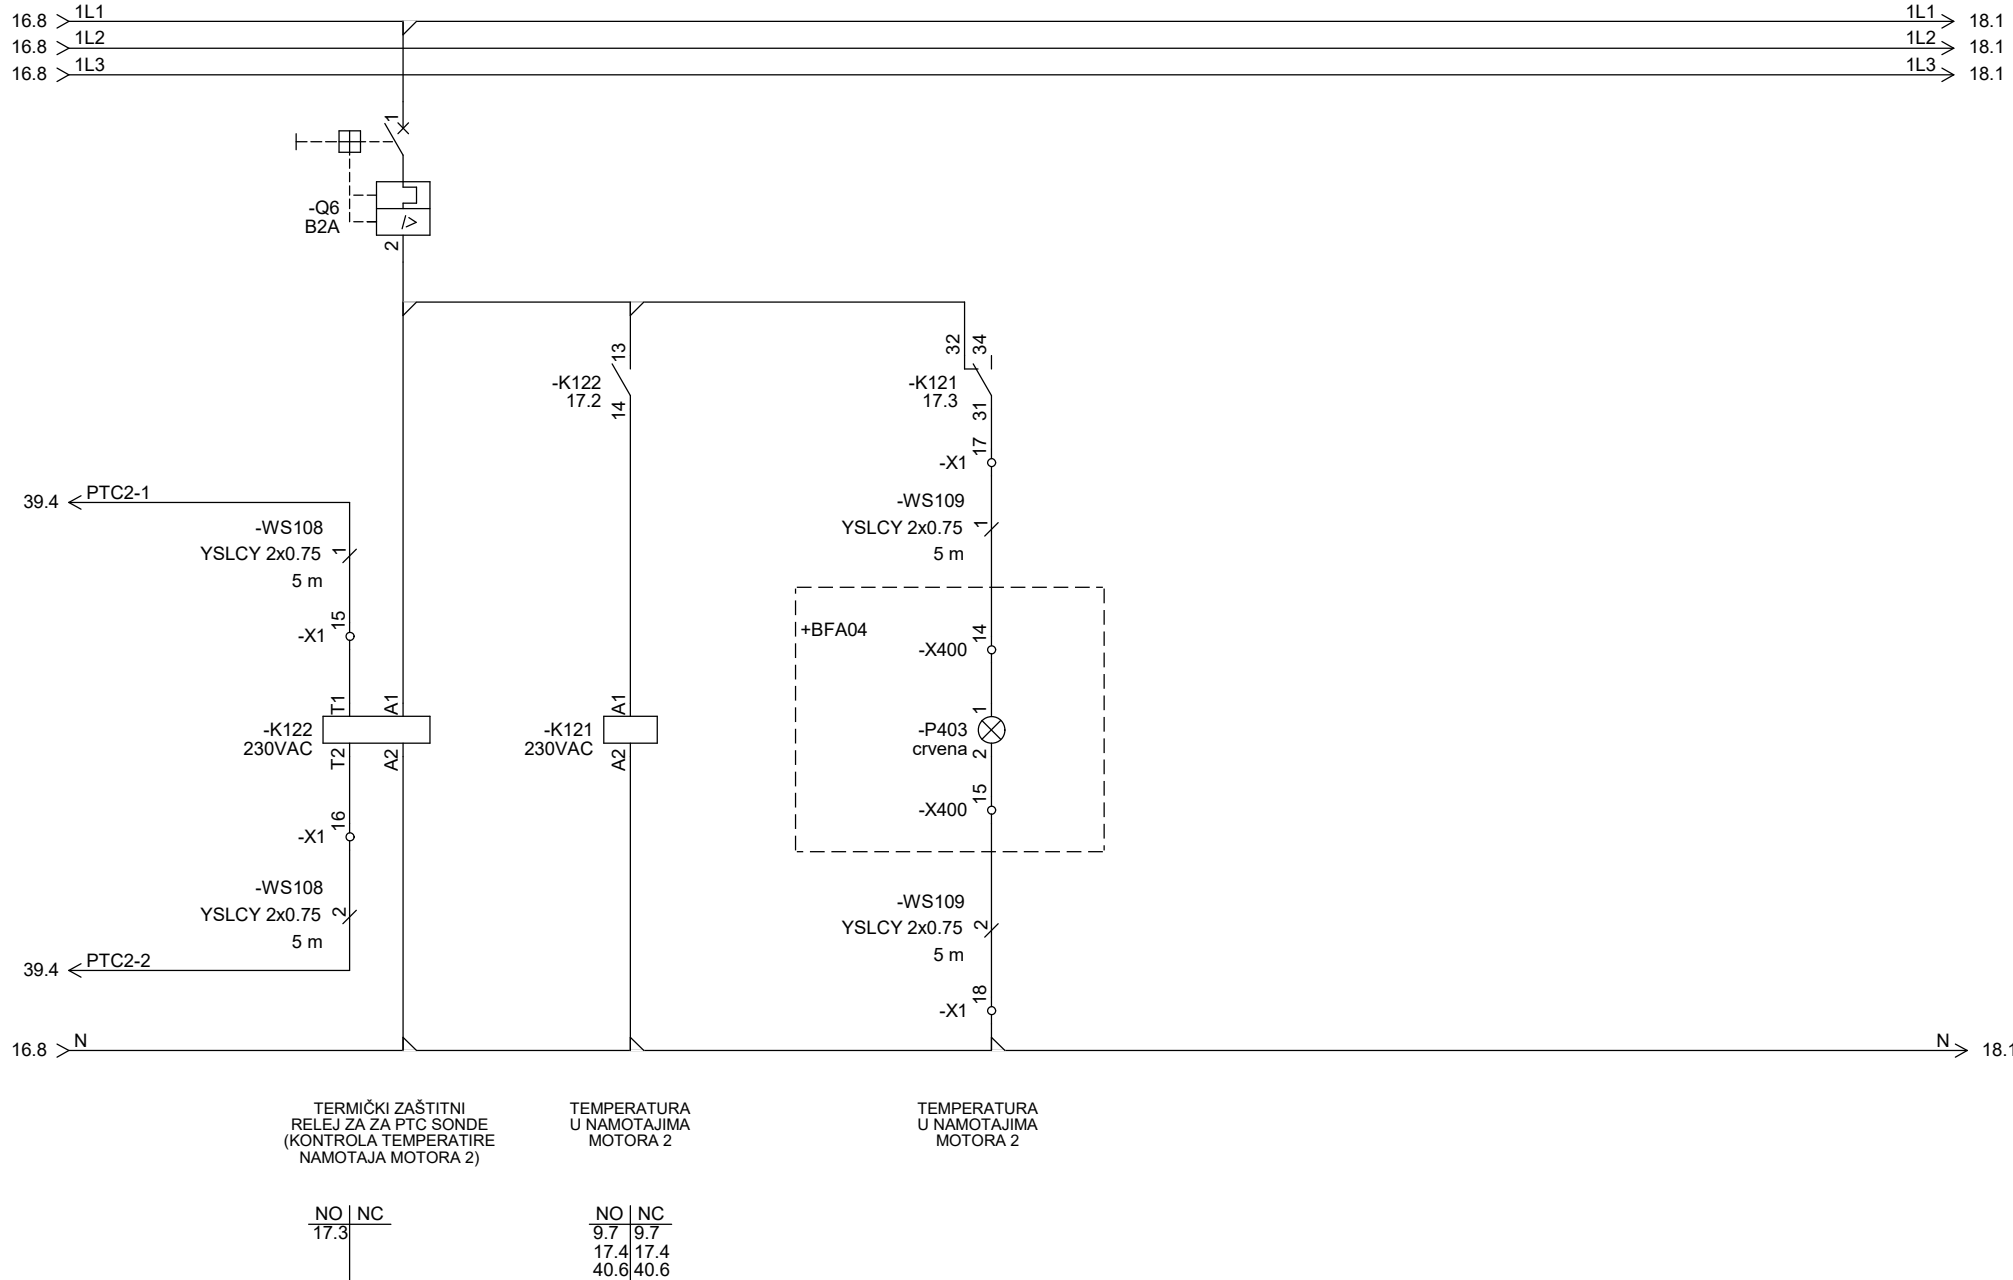 16.8 1L1 1L1 18.1
16.8 1L2 1L2 18.1
16.8 1L3 1L3 18.1
1
-Q6
B2A
I>
2
13
-K122
17.2
14
32 34
-K121
17.3
31
17
-X1
39.4 PTC2-1
-WS108
YSLCY 2x0.75 1
5 m
15
-X1
-WS109
YSLCY 2x0.75 1
5 m
+BFA04
14
-X400
T1 A1
-K122
230VAC
T2 A2
A1
-K121
230VAC
A2
1
-P403
crvena
2
15
-X400
16
-X1
-WS108
YSLCY 2x0.75 2
5 m
39.4 PTC2-2
-WS109
YSLCY 2x0.75 2
5 m
18
-X1
16.8 N N 18.1
TERMIČKI ZAŠTITNI
RELEJ ZA ZA PTC SONDE
(KONTROLA TEMPERATIRE
NAMOTAJA MOTORA 2)
TEMPERATURA
U NAMOTAJIMA
MOTORA 2
TEMPERATURA
U NAMOTAJIMA
MOTORA 2
NO NC
17.3
NO NC
9.7 9.7
17.4 17.4
40.6 40.6